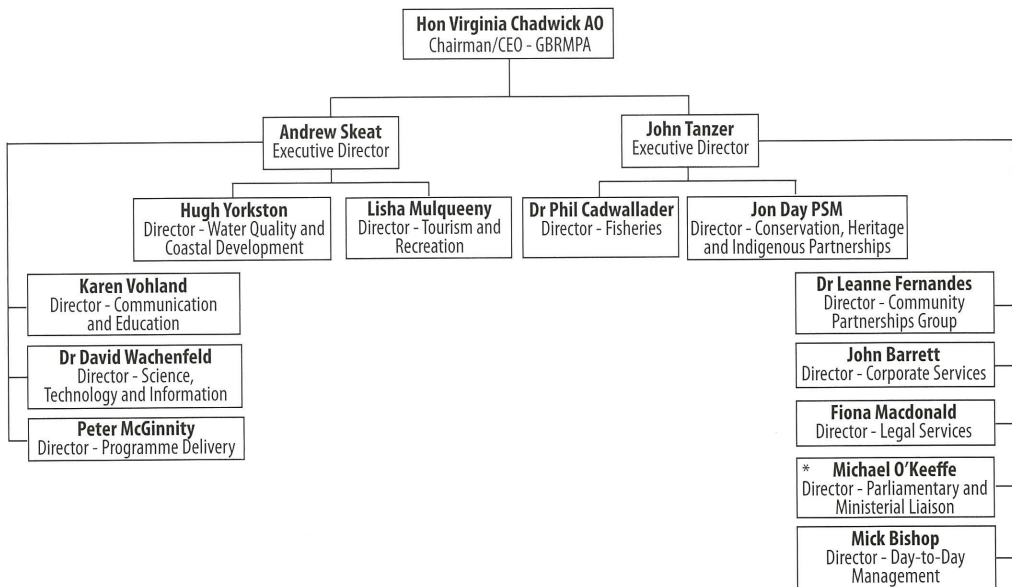 Hon Virginia Chadwick AO
Chairman/CEO - GBRMPA
Andrew Skeat
Executive Director
John Tanzer
Executive Director
Hugh Yorkston
Director - Water Quality and
Coastal Development
Lisha Mulqueeny
Director - Tourism and
Recreation
Dr Phil Cadwallader
Director - Fisheries
Jon Day PSM
Director - Conservation, Heritage
and Indigenous Partnerships
Karen Vohland
Director - Communication
and Education
Dr David Wachenfeld
Director - Science,
Technology and Information
Peter McGinnity
Director - Programme Delivery
Dr Leanne Fernandes
Director - Community
Partnerships Group
John Barrett
Director - Corporate Services
Fiona Macdonald
Director - Legal Services
* Michael O'Keeffe
Director - Parliamentary and
Ministerial Liaison
Mick Bishop
Director - Day-to-Day
Management